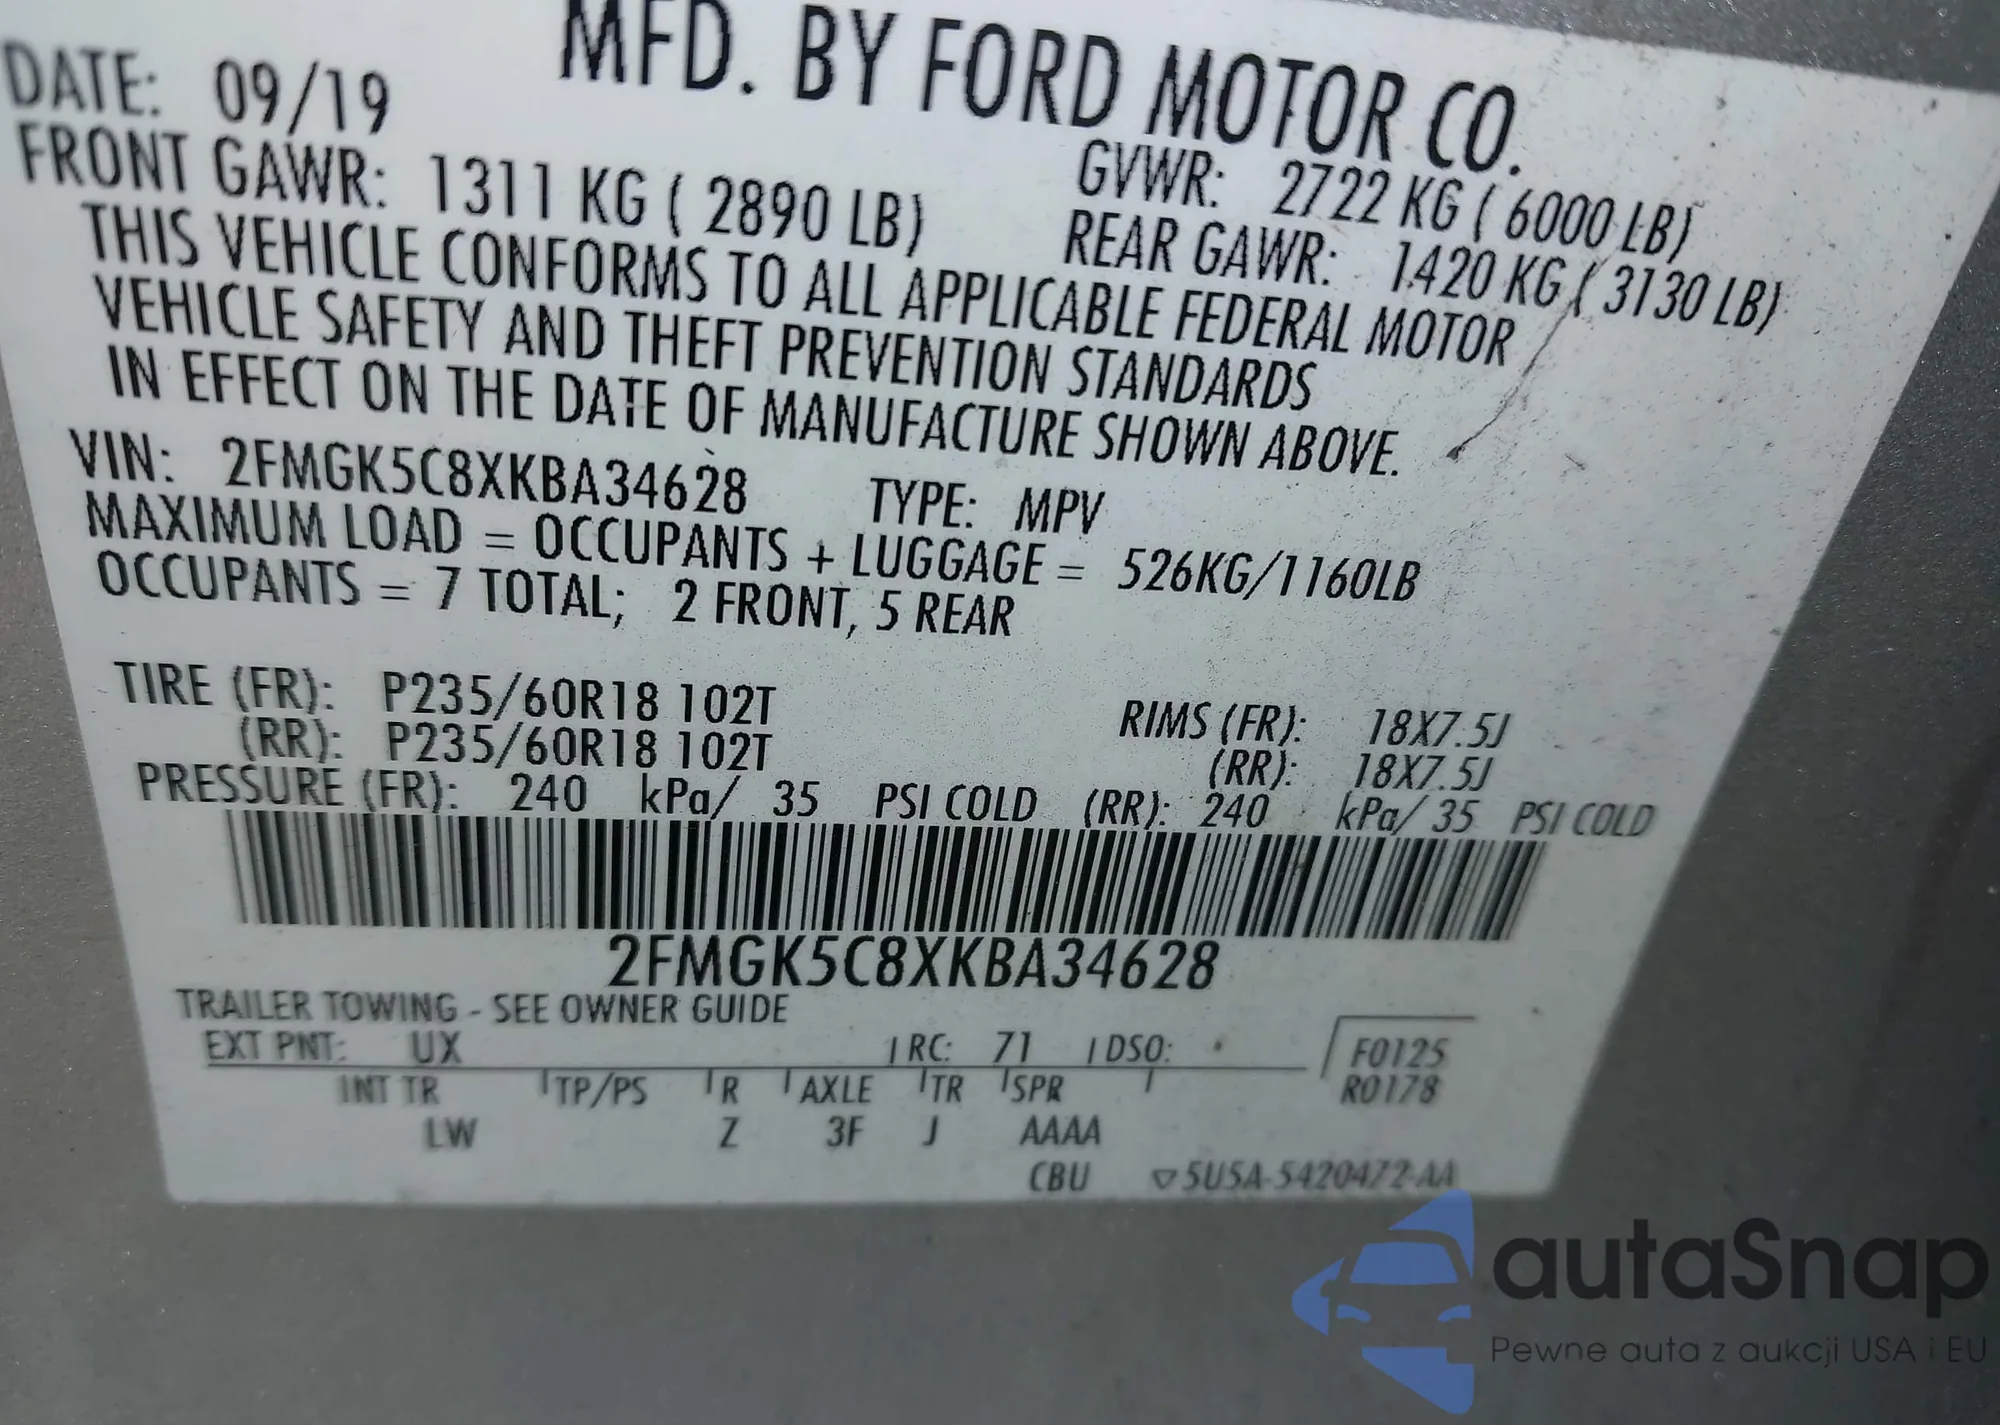 MFD. BY FORD MOTOR CO.
DATE: 09/19 GVWR: 2722 KG ( 6000 LB)
FRONT GAWR: 1311 KG ( 2890 LB) REAR GAWR: 1420 KG ( 3130 LB)
THIS VEHICLE CONFORMS TO ALL APPLICABLE FEDERAL MOTOR
VEHICLE SAFETY AND THEFT PREVENTION STANDARDS
IN EFFECT ON THE DATE OF MANUFACTURE SHOWN ABOVE.
VIN: 2FMGK5C8XKBA34628 TYPE: MPV
MAXIMUM LOAD = OCCUPANTS + LUGGAGE = 526KG/1160LB
OCCUPANTS = 7 TOTAL; 2 FRONT, 5 REAR
TIRE (FR): P235/60R18 102T RIMS (FR): 18X7.5J
(RR): P235/60R18 102T (RR): 18X7.5J
PRESSURE (FR): 240 kPa/ 35 PSI COLD (RR): 240 kPa/ 35 PSI COLD
2FMGK5C8XKBA34628
TRAILER TOWING - SEE OWNER GUIDE
EXT PNT: UX RC: 71 DSO: F0125
INT TR TP/PS R AXLE TR SPR R0178
LW Z 3F J AAAA
CBU ▽5U5A-5420472-AA
autaSnap
Pewne auta z aukcji USA i EU